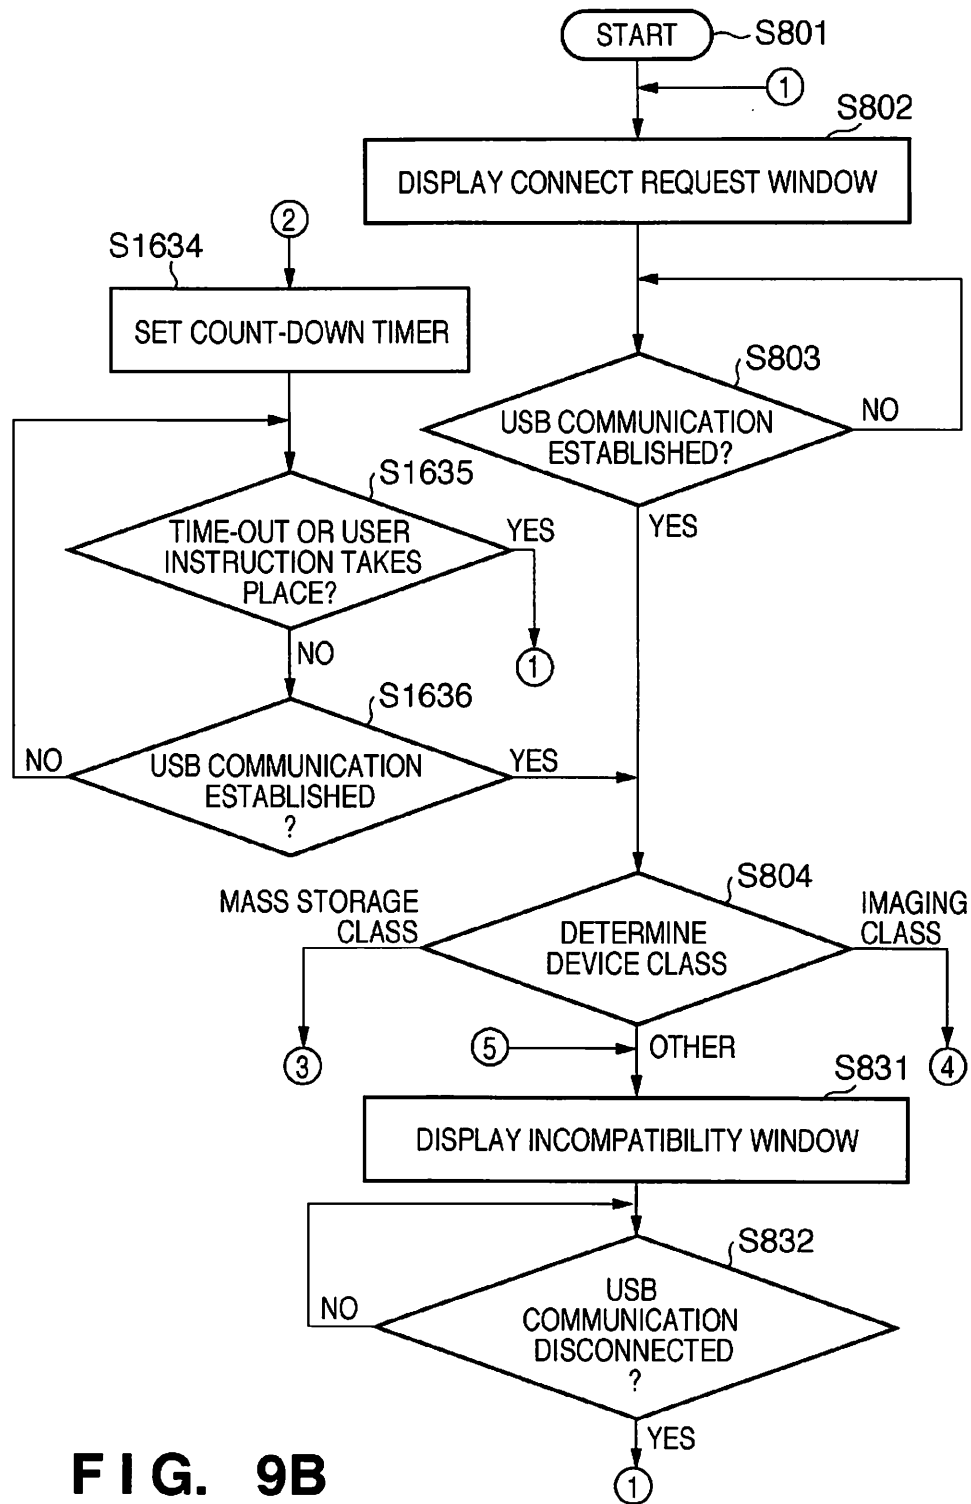 START
S801
1
S802
DISPLAY CONNECT REQUEST WINDOW
2
S1634
SET COUNT-DOWN TIMER
S803
USB COMMUNICATION
ESTABLISHED?
NO
YES
S1635
TIME-OUT OR USER
INSTRUCTION TAKES
PLACE?
YES
1
NO
S1636
USB COMMUNICATION
ESTABLISHED
?
NO
YES
S804
DETERMINE
DEVICE CLASS
MASS STORAGE
CLASS
3
IMAGING
CLASS
4
5
OTHER
S831
DISPLAY INCOMPATIBILITY WINDOW
S832
USB
COMMUNICATION
DISCONNECTED
?
NO
YES
1
FIG. 9B